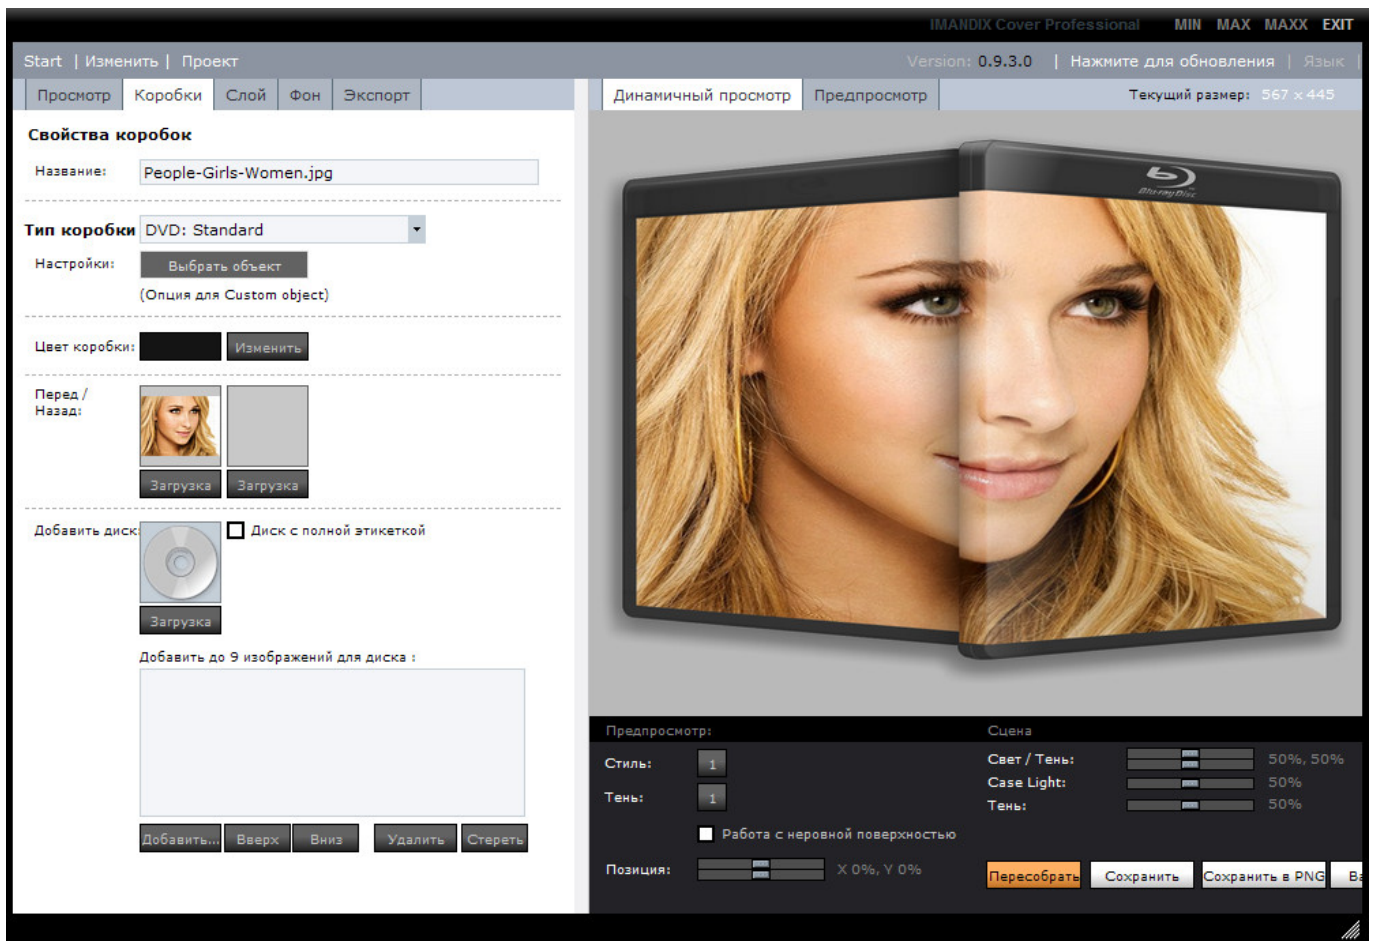 IMANDIX Cover Professional MIN MAX MAXX EXIT
Start | Изменить | Проект
Version: 0.9.3.0 | Нажмите для обновления | Язык |
Просмотр Коробки Слой Фон Экспорт
Динамичный просмотр Предпросмотр Текущий размер: 567 x 445
Свойства коробок
Название: People-Girls-Women.jpg
Тип коробки DVD: Standard
Настройки: Выбрать объект
(Опция для Custom object)
Цвет коробки: Изменить
Перед /
Назад:
Загрузка Загрузка
Добавить диск: Диск с полной этикеткой
Загрузка
Добавить до 9 изображений для диска :
Добавить... Вверх Вниз Удалить Стереть
Blu-ray Disc
Предпросмотр: Сцена
Стиль: 1
Тень: 1
Работа с неровной поверхностью
Позиция: X 0%, Y 0%
Свет / Тень: 50%, 50%
Case Light: 50%
Тень: 50%
Пересобрать Сохранить Сохранить в PNG